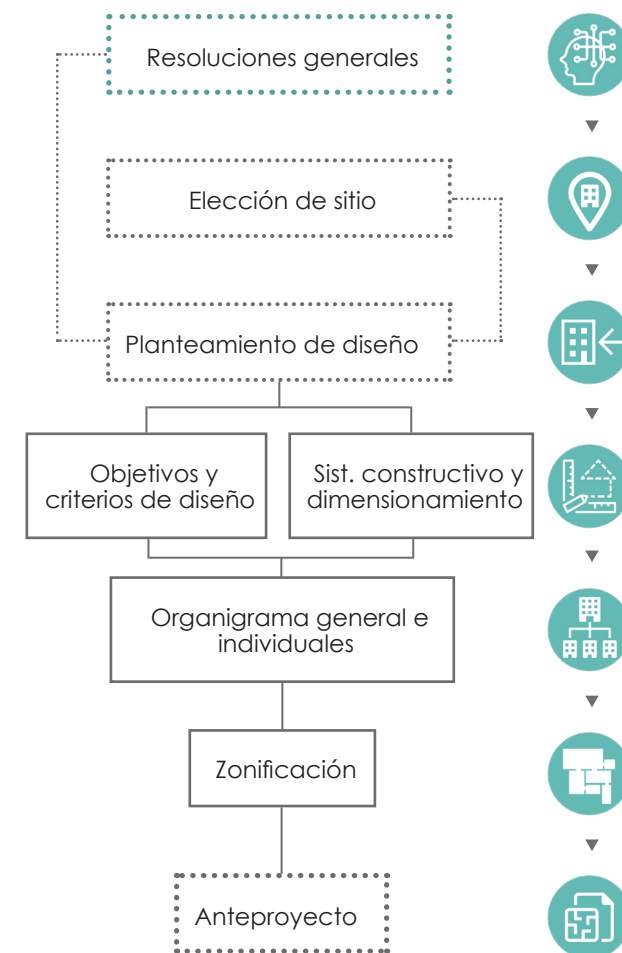 Resoluciones generales
Elección de sitio
Planteamiento de diseño
Objetivos y
criterios de diseño
Sist. constructivo y
dimensionamiento
Organigrama general e
individuales
Zonificación
Anteproyecto